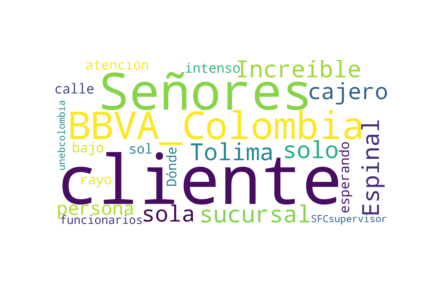 atención
intenso
Increíble
calle
Señores
cajero
unebcolombia
BBVA_Colombia
bajo
sol
Dónde
Tolima
solo
esperando
Espinal
rayo
cliente
persona
funcionarios
sola
sucursal
SFCsupervisor